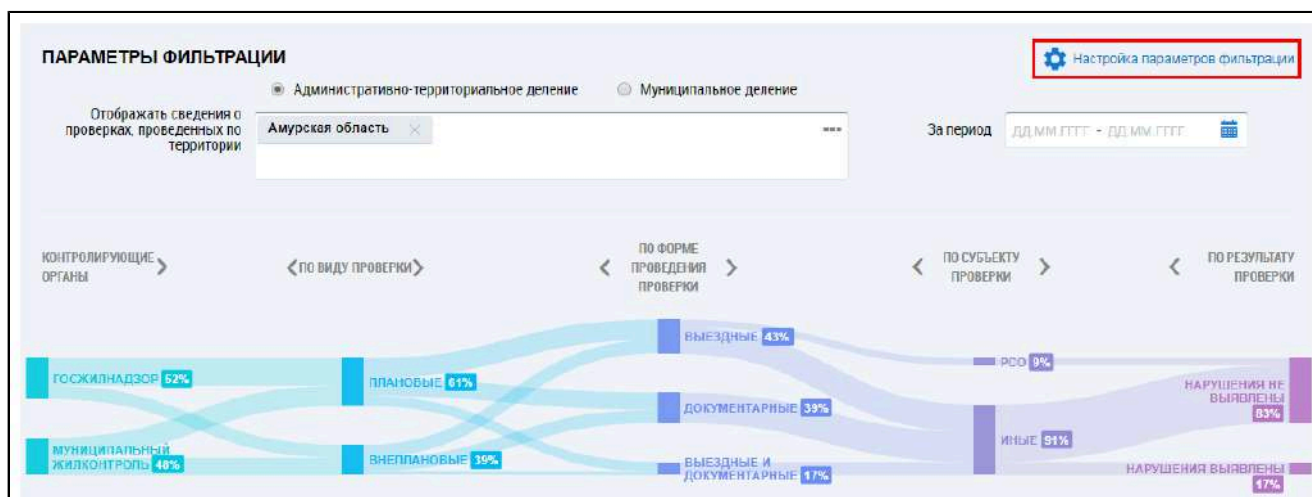 ПАРАМЕТРЫ ФИЛЬТРАЦИИ
Настройка параметров фильтрации
Административно-территориальное деление
Муниципальное деление
Отображать сведения о
проверках, проведенных по
территории
Амурская область
За период
ДД.ММ.ГГГГ - ДД.ММ.ГГГГ
КОНТРОЛИРУЮЩИЕ
ОРГАНЫ
ПО ВИДУ ПРОВЕРКИ
ПО ФОРМЕ
ПРОВЕДЕНИЯ
ПРОВЕРКИ
ПО СУБЪЕКТУ
ПРОВЕРКИ
ПО РЕЗУЛЬТАТУ
ПРОВЕРКИ
ГОСЖИЛНАДЗОР 52%
МУНИЦИПАЛЬНЫЙ
ЖИЛКОНТРОЛЬ 48%
ПЛАНОВЫЕ 61%
ВНЕПЛАНОВЫЕ 39%
ВЫЕЗДНЫЕ 43%
ДОКУМЕНТАРНЫЕ 39%
ВЫЕЗДНЫЕ И
ДОКУМЕНТАРНЫЕ 17%
РСО 9%
ИНЫЕ 91%
НАРУШЕНИЯ НЕ
ВЫЯВЛЕНЫ
83%
НАРУШЕНИЯ ВЫЯВЛЕНЫ
17%